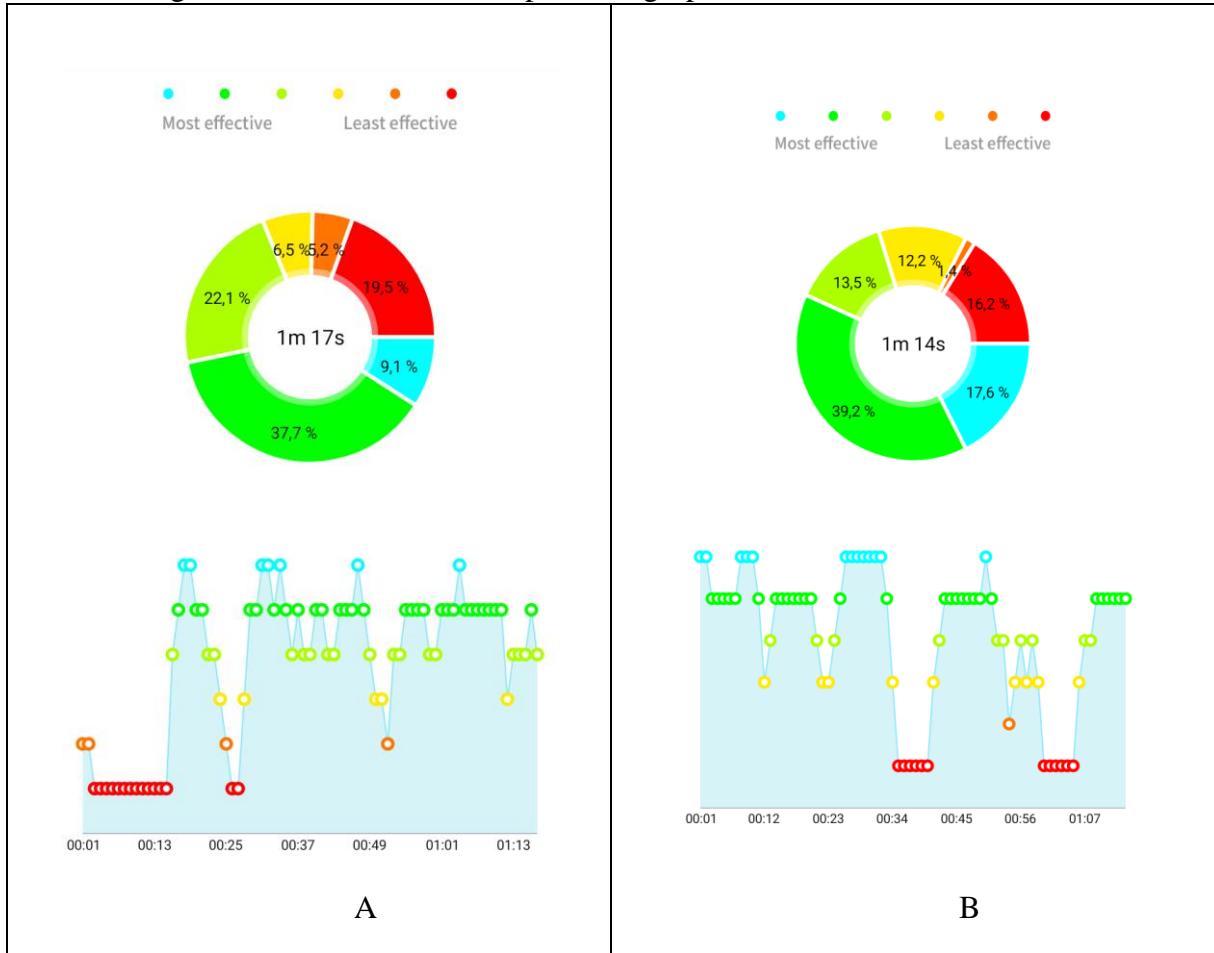 Most effective Least effective
6,5 % 5,2 %
22,1 % 19,5 %
1m 17s
9,1 %
37,7 %
00:01 00:13 00:25 00:37 00:49 01:01 01:13
A
Most effective Least effective
12,2 %
13,5 % 1,4 %
16,2 %
1m 14s
17,6 %
39,2 %
00:01 00:12 00:23 00:34 00:45 00:56 01:07
B